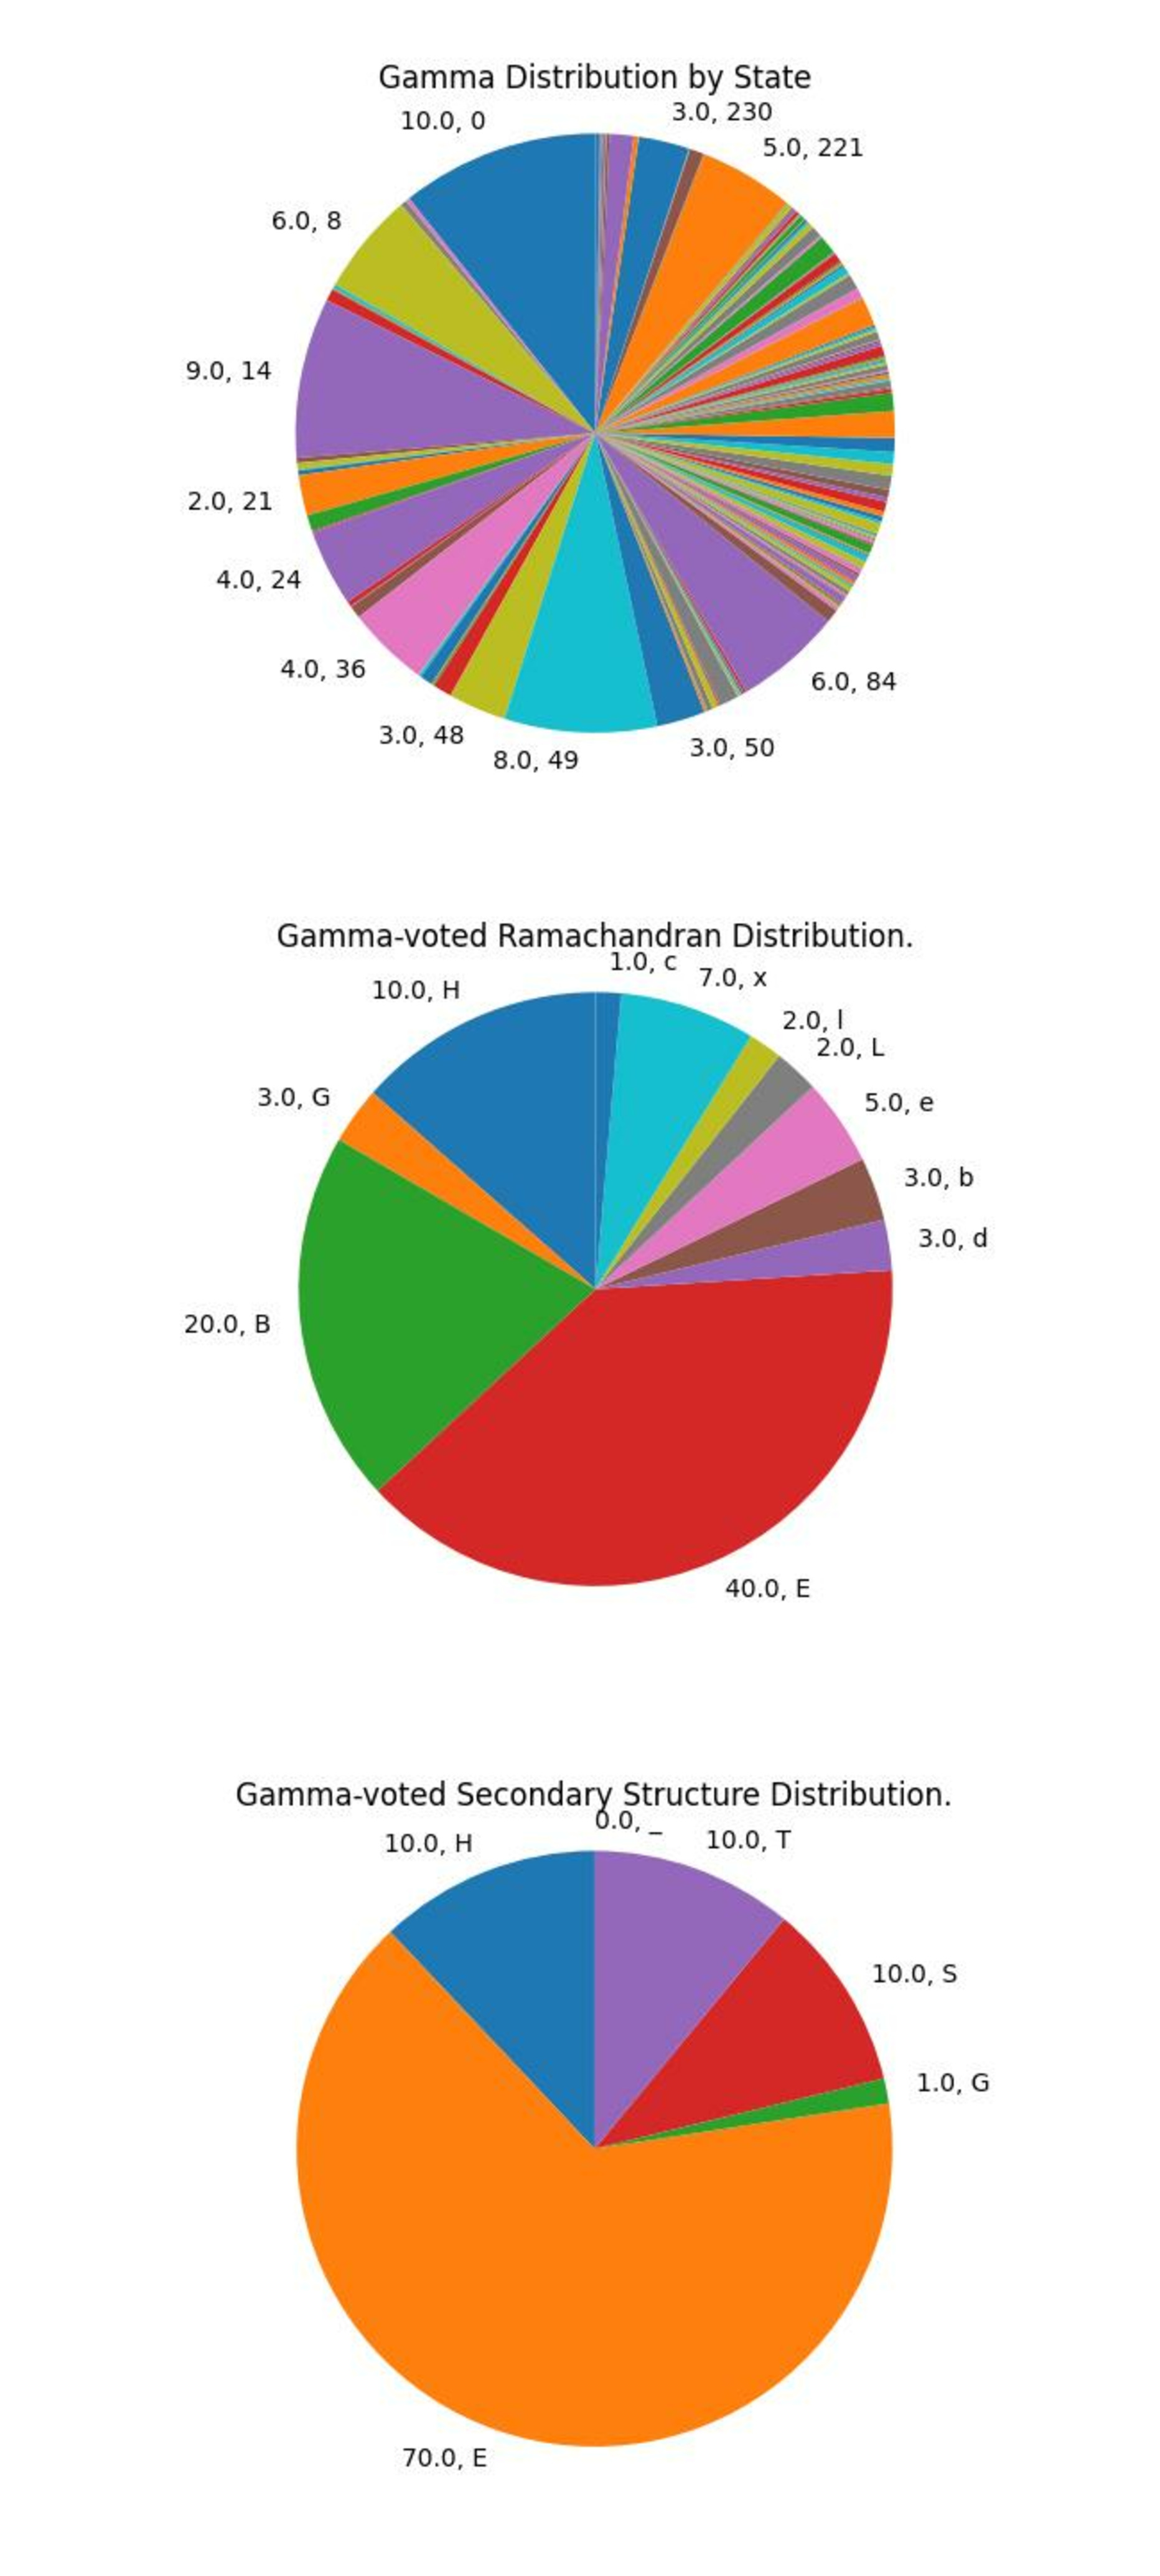 Gamma Distribution by State
10.0, 0
3.0, 230
5.0, 221
6.0, 8
9.0, 14
2.0, 21
4.0, 24
4.0, 36
3.0, 48
8.0, 49
3.0, 50
6.0, 84
Gamma-voted Ramachandran Distribution.
1.0, c
7.0, x
10.0, H
2.0, l
2.0, L
3.0, G
5.0, e
3.0, b
3.0, d
20.0, B
40.0, E
Gamma-voted Secondary Structure Distribution.
0.0, _
10.0, H
10.0, T
10.0, S
1.0, G
70.0, E